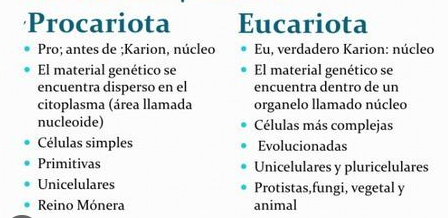 Procariota
Pro; antes de ;Karion, núcleo
El material genético se
encuentra disperso en el
citoplasma (área llamada
nucleoide)
Células simples
Primitivas
Unicelulares
Reino Mónera
Eucariota
Eu, verdadero Karion: núcleo
El material genético se
encuentra dentro de un
organelo llamado núcleo
Células más complejas
Evolucionadas
Unicelulares y pluricelulares
Protistas,fungi, vegetal y
animal